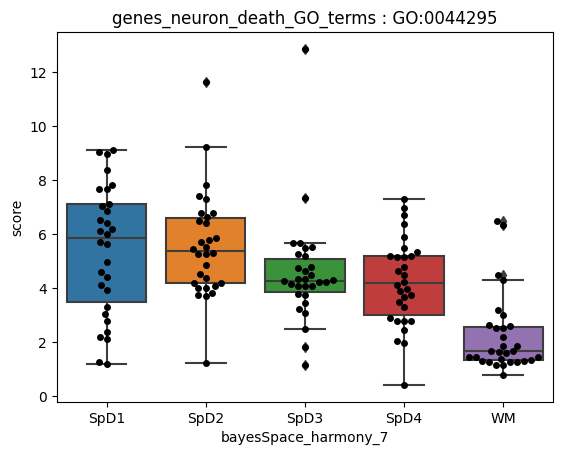 genes_neuron_death_GO_terms : GO:0044295
12
10
8
6
4
2
0
score
SpD1 SpD2 SpD3 SpD4 WM
bayesSpace_harmony_7